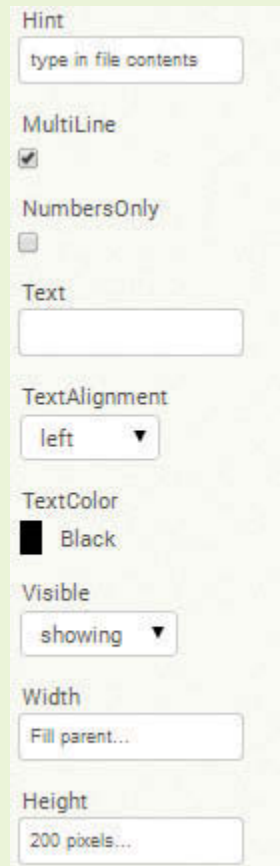 Hint
type in file contents
MultiLine
NumbersOnly
Text
TextAlignment
left
TextColor
Black
Visible
showing
Width
Fill parent...
Height
200 pixels...